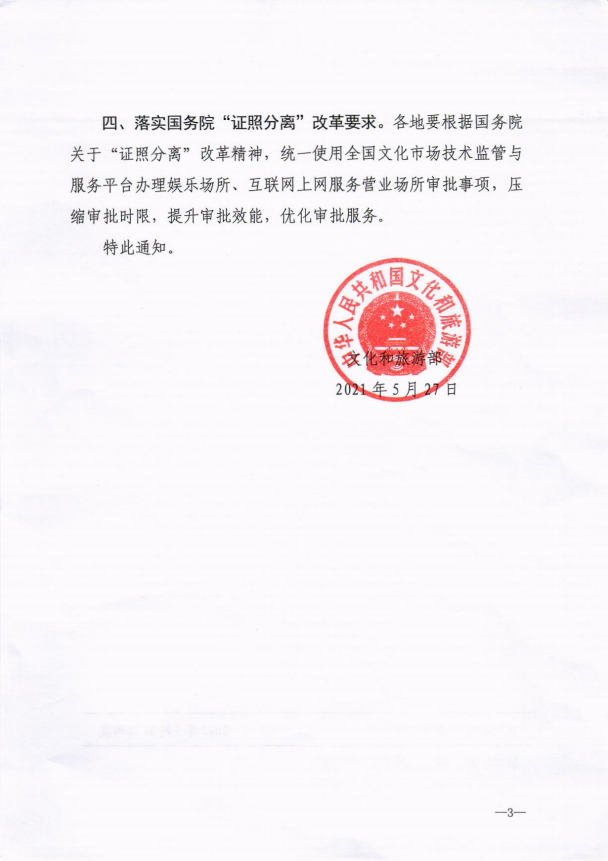 四、落实国务院“证照分离”改革要求。各地要根据国务院
关于“证照分离”改革精神，统一使用全国文化市场技术监管与
服务平台办理娱乐场所、互联网上网服务营业场所审批事项，压
缩审批时限，提升审批效能，优化审批服务。
特此通知。
中华人民共和国文化和旅游部
文化和旅游部
2021年5月27日
—3—